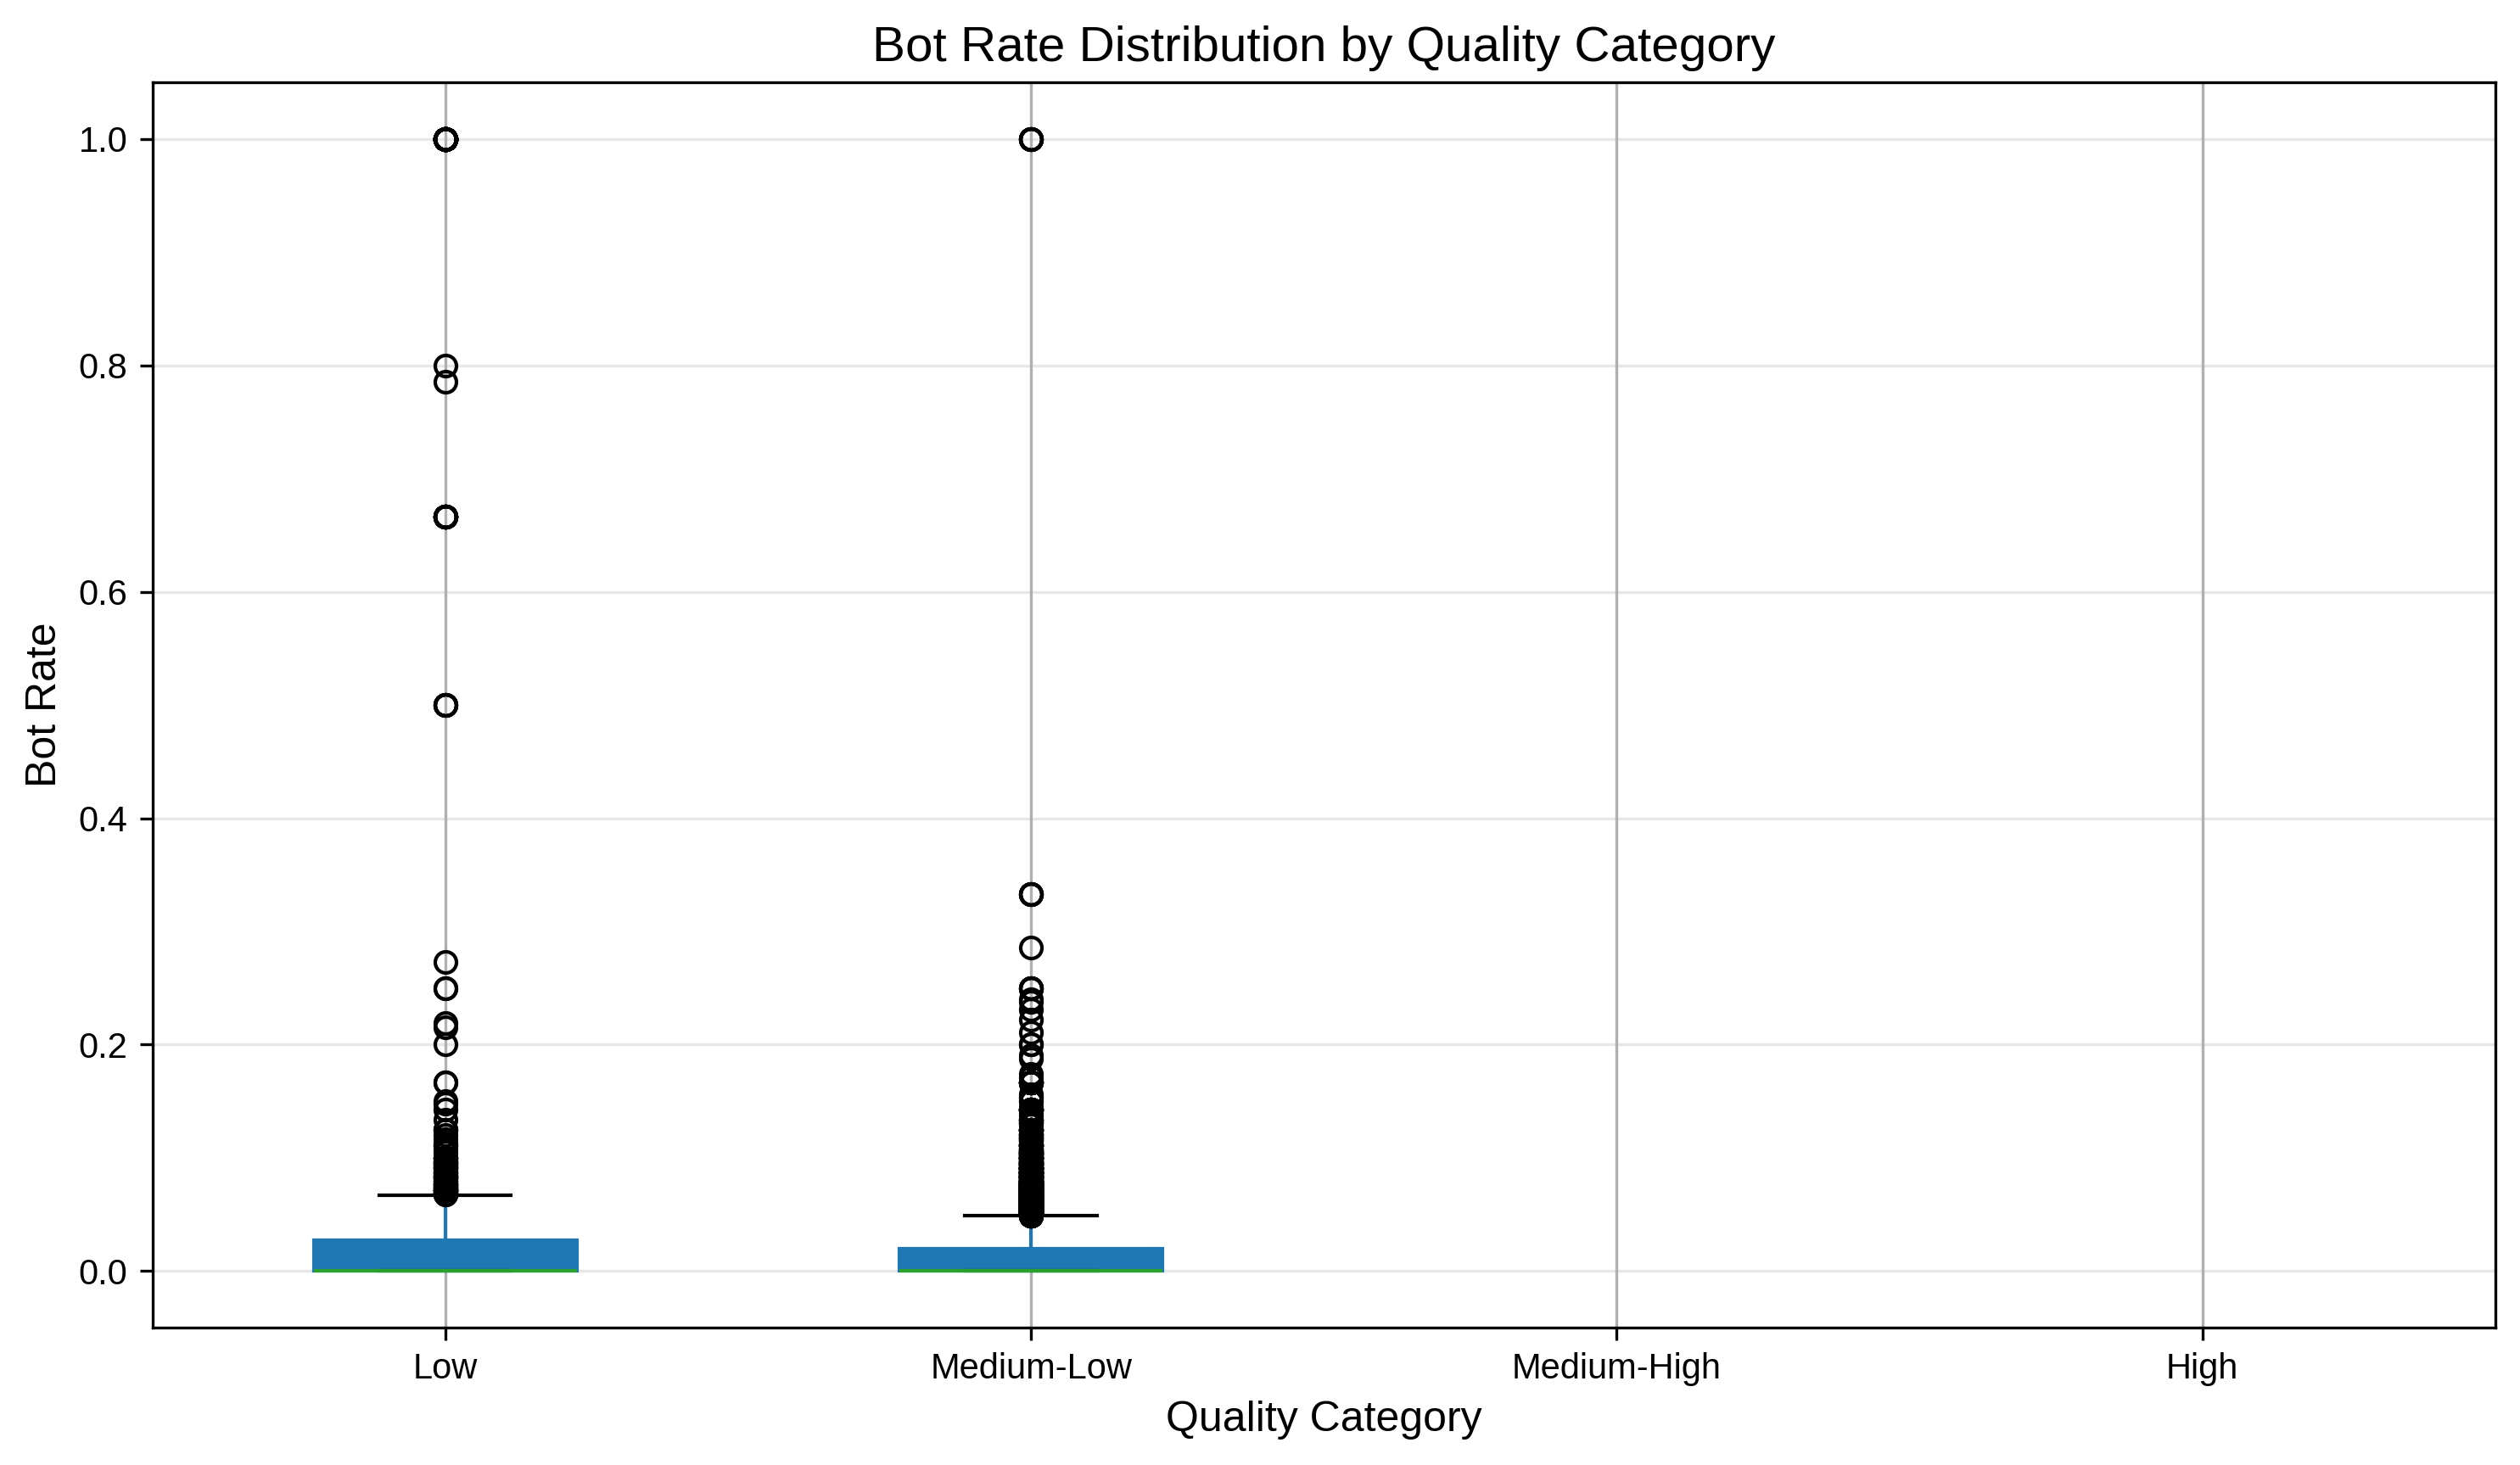 Bot Rate Distribution by Quality Category
1.0
0.8
0.6
0.4
0.2
0.0
Bot Rate
Low
Medium-Low
Medium-High
High
Quality Category